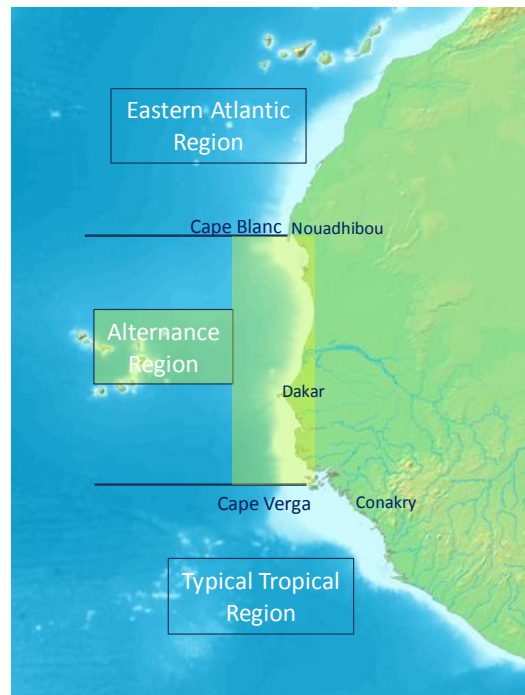 Eastern Atlantic
Region
Cape Blanc
Nouadhibou
Alternance
Region
Dakar
Cape Verga
Conakry
Typical Tropical
Region